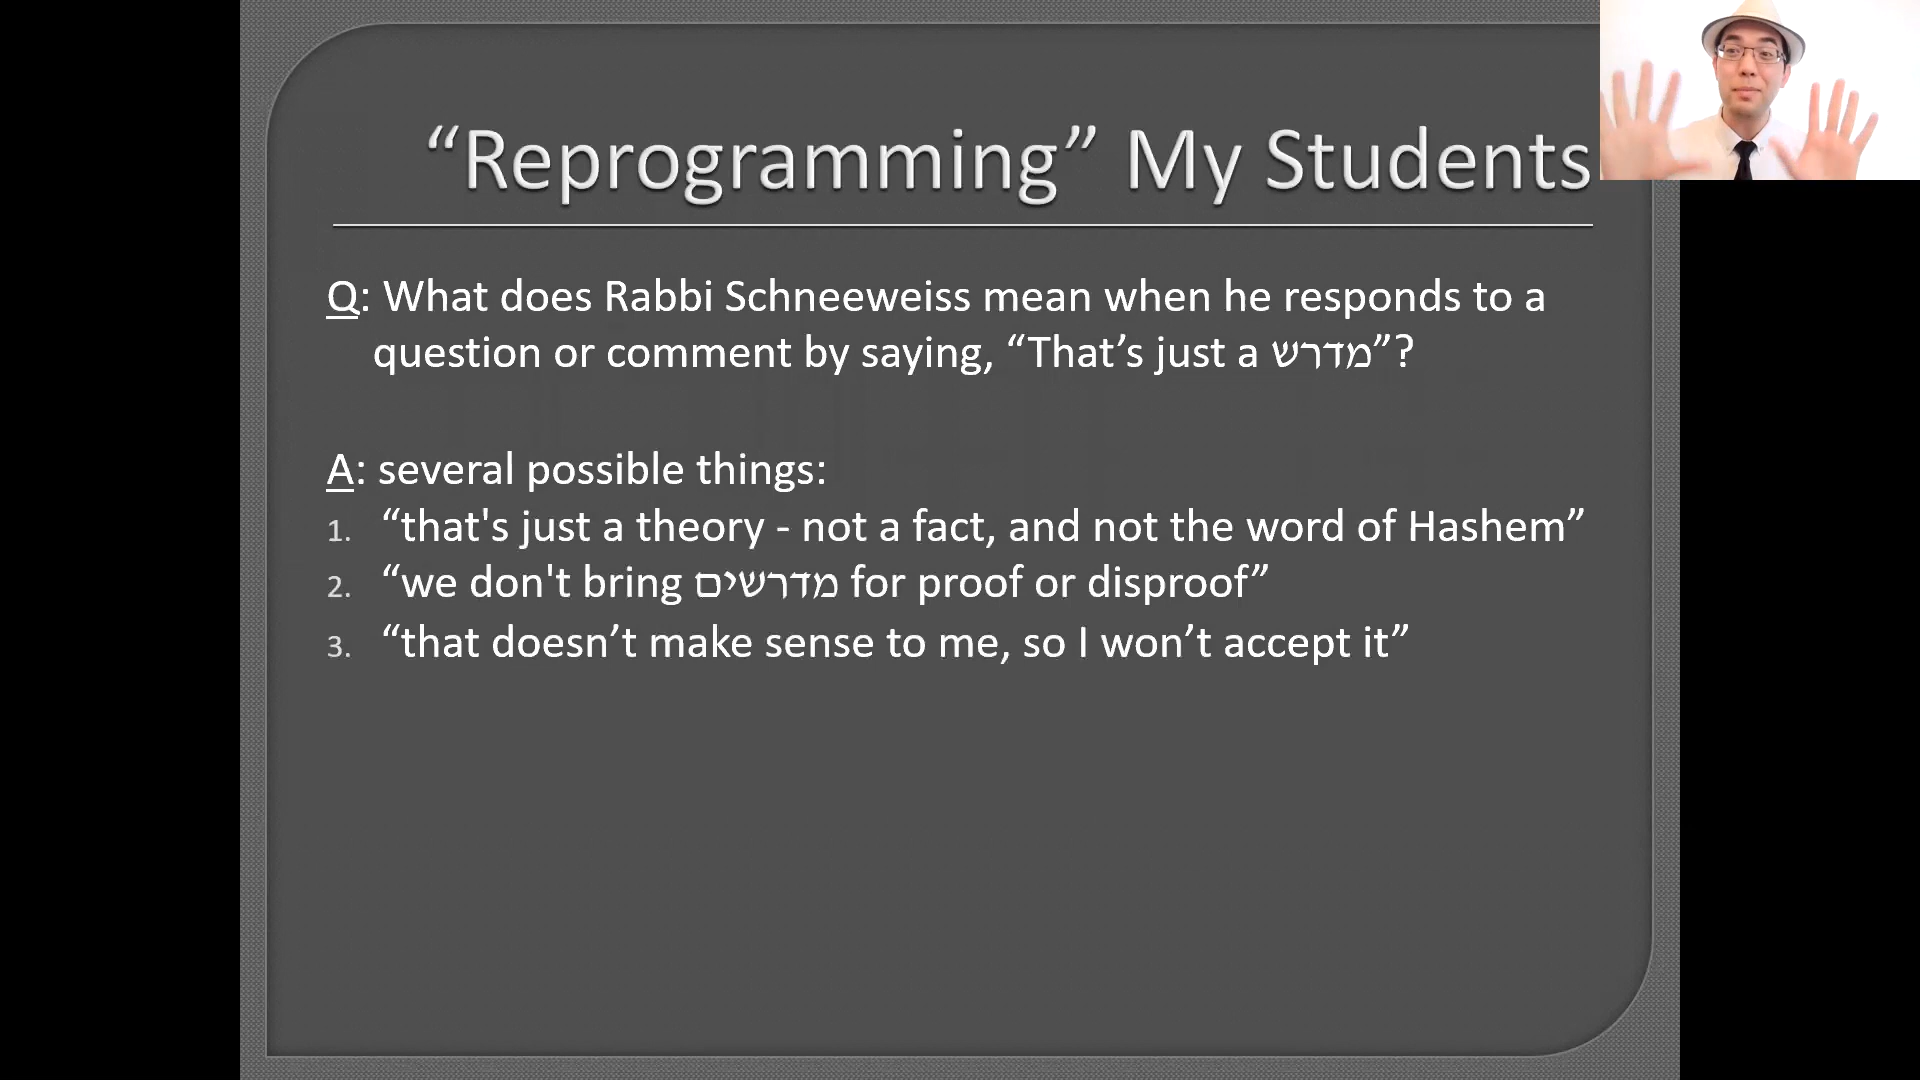 “Reprogramming” My Students
Q: What does Rabbi Schneeweiss mean when he responds to a
question or comment by saying, “That’s just a מדרש”?
A: several possible things:
1. “that's just a theory - not a fact, and not the word of Hashem”
2. “we don't bring מדרשים for proof or disproof”
3. “that doesn’t make sense to me, so I won’t accept it”